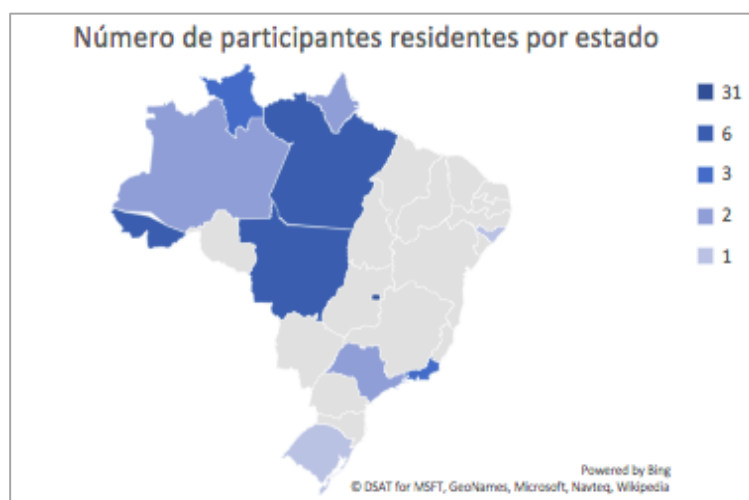 Número de participantes residentes por estado
31
6
3
2
1
Powered by Bing
© DSAT for MSFT, GeoNames, Microsoft, Navteq, Wikipedia